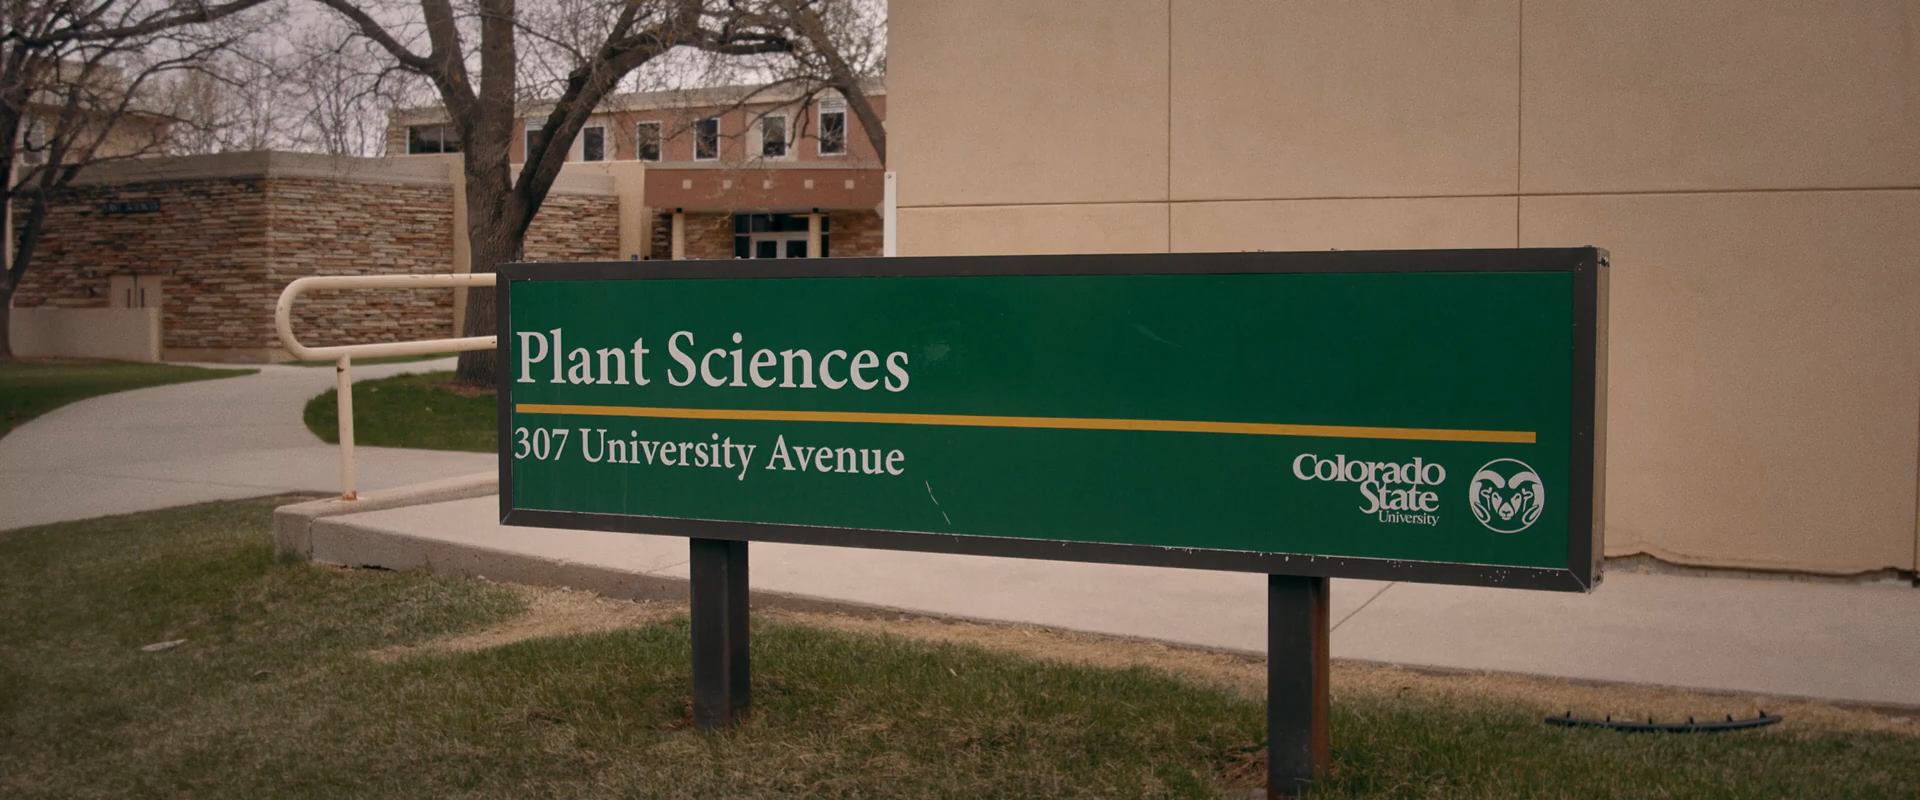 Plant Sciences
307 University Avenue
Colorado
State
University